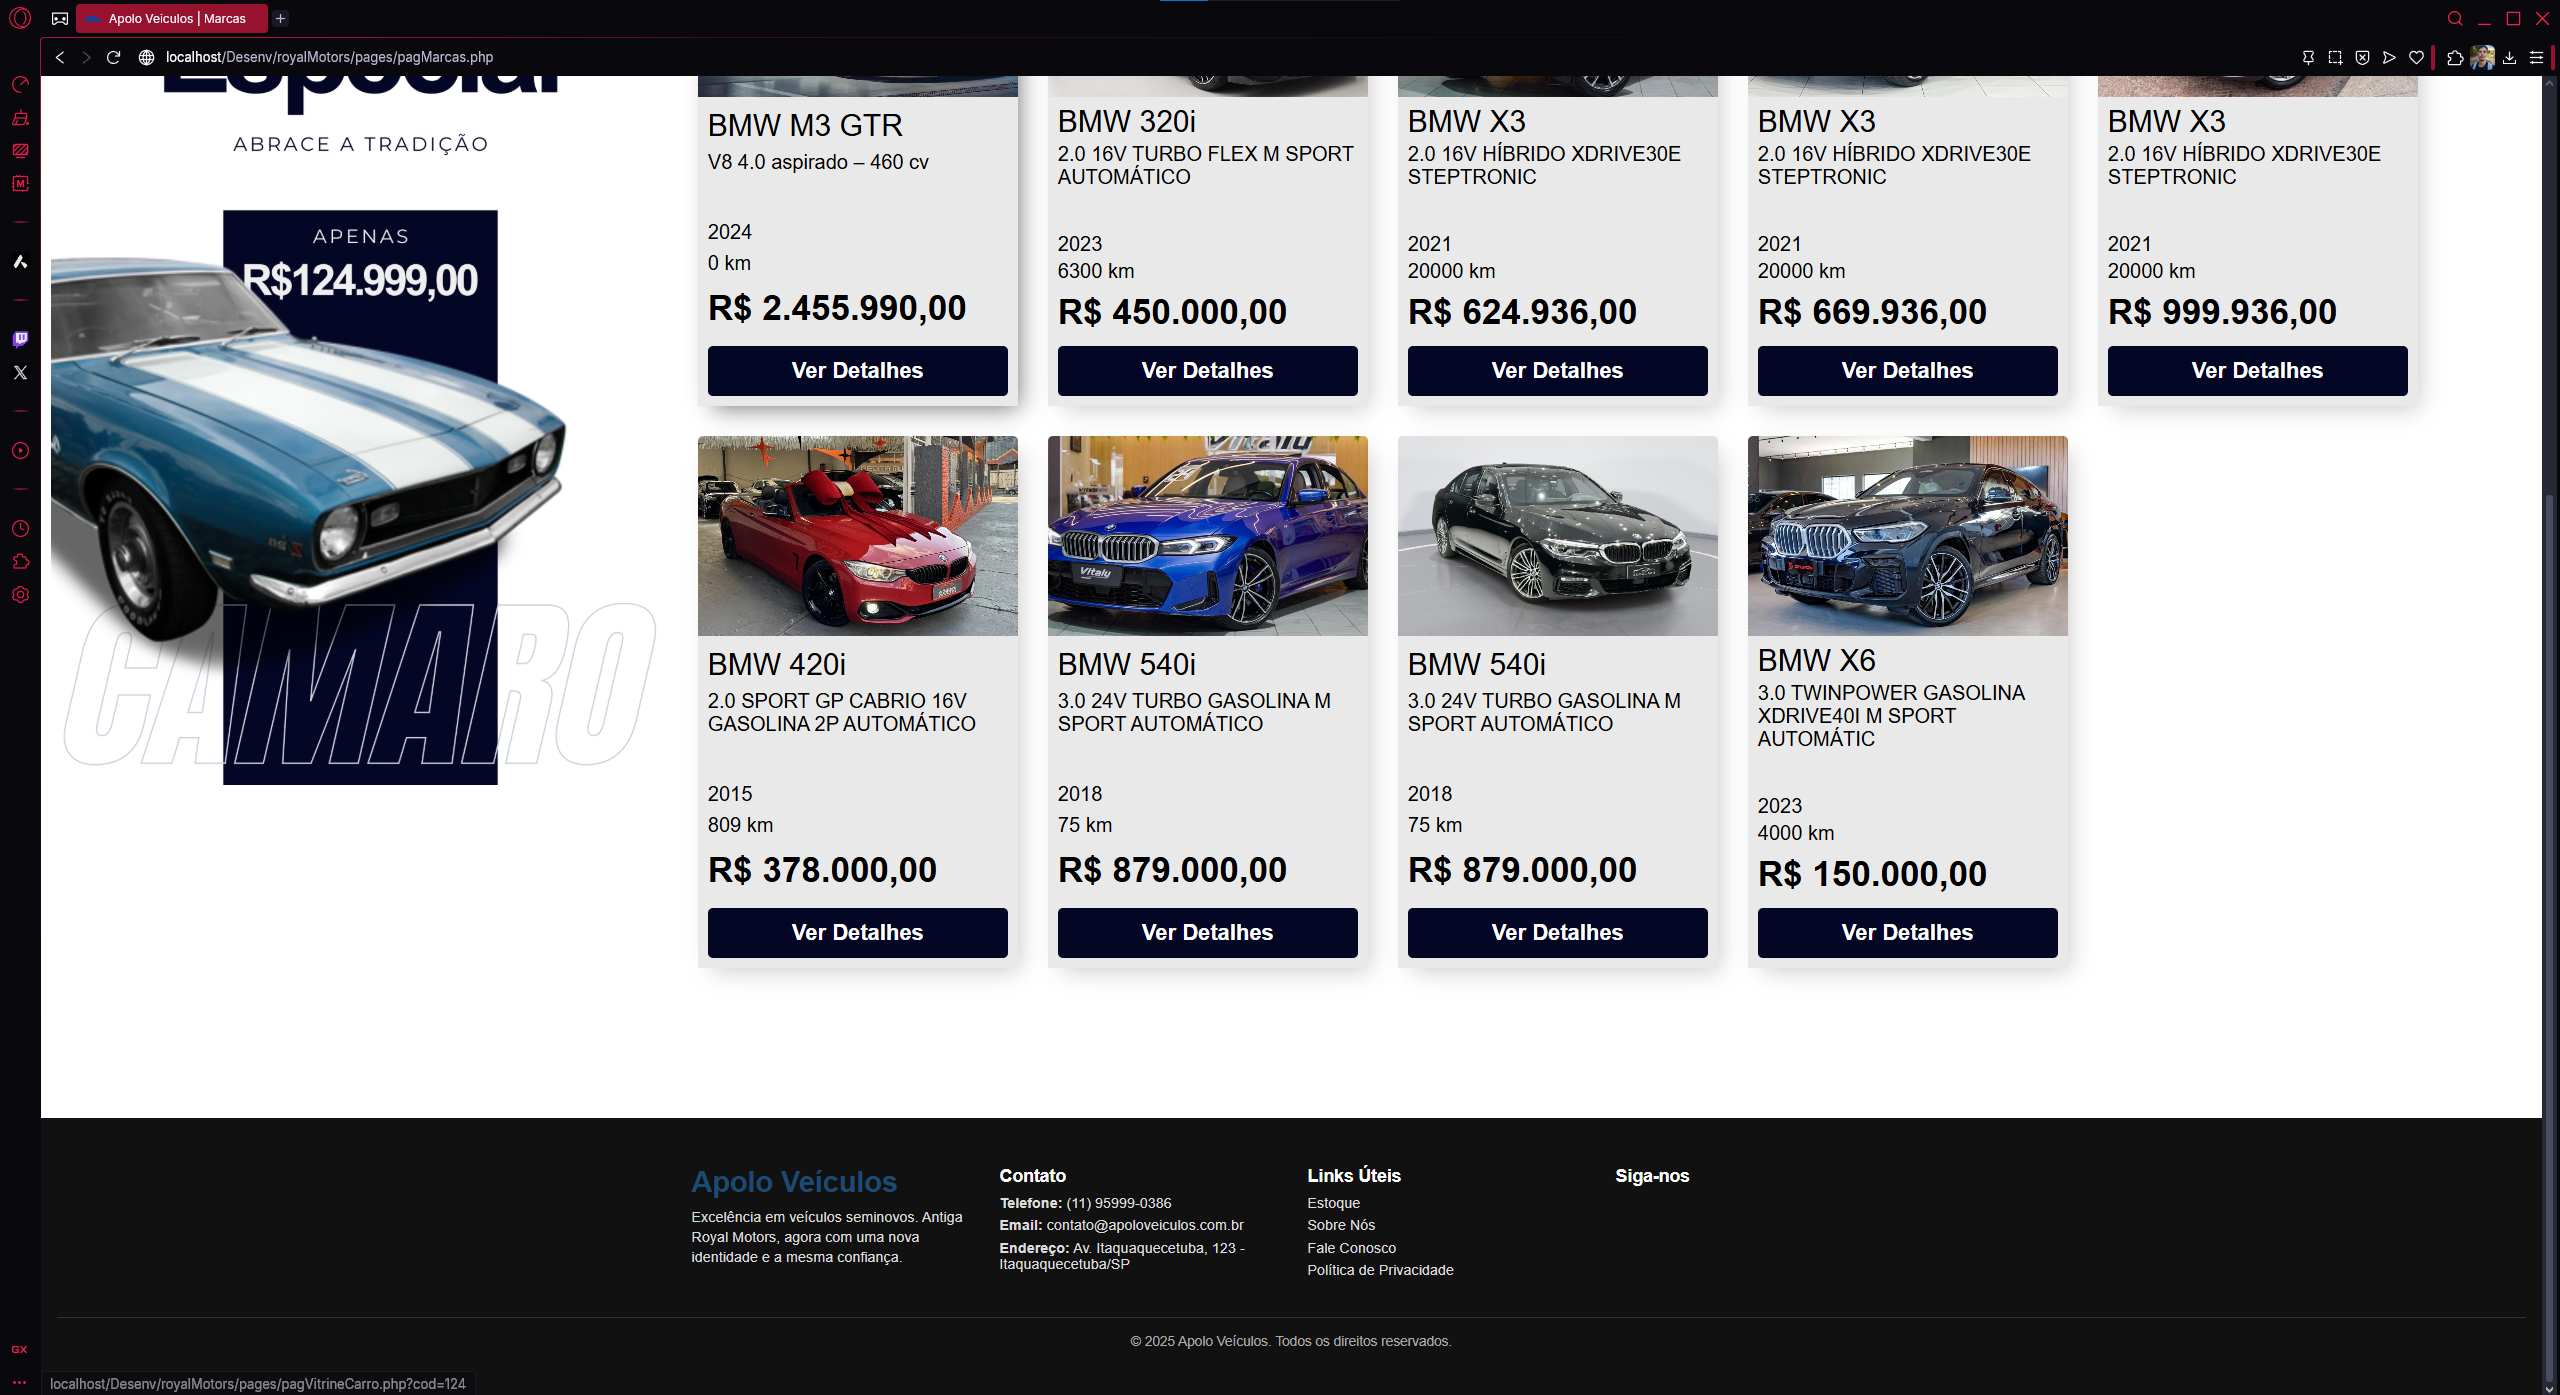 Apolo Veículos | Marcas
localhost/Desenv/royalMotors/pages/pagMarcas.php
Especial
ABRACE A TRADIÇÃO
APENAS
R$124.999,00
CAMARO
BMW M3 GTR
V8 4.0 aspirado – 460 cv
2024
0 km
R$ 2.455.990,00
Ver Detalhes
BMW 320i
2.0 16V TURBO FLEX M SPORT
AUTOMÁTICO
2023
6300 km
R$ 450.000,00
Ver Detalhes
BMW X3
2.0 16V HÍBRIDO XDRIVE30E
STEPTRONIC
2021
20000 km
R$ 624.936,00
Ver Detalhes
BMW X3
2.0 16V HÍBRIDO XDRIVE30E
STEPTRONIC
2021
20000 km
R$ 669.936,00
Ver Detalhes
BMW X3
2.0 16V HÍBRIDO XDRIVE30E
STEPTRONIC
2021
20000 km
R$ 999.936,00
Ver Detalhes
BMW 420i
2.0 SPORT GP CABRIO 16V
GASOLINA 2P AUTOMÁTICO
2015
809 km
R$ 378.000,00
Ver Detalhes
Vitaly
Vitaly
BMW 540i
3.0 24V TURBO GASOLINA M
SPORT AUTOMÁTICO
2018
75 km
R$ 879.000,00
Ver Detalhes
BMW 540i
3.0 24V TURBO GASOLINA M
SPORT AUTOMÁTICO
2018
75 km
R$ 879.000,00
Ver Detalhes
BMW X6
3.0 TWINPOWER GASOLINA
XDRIVE40I M SPORT
AUTOMÁTIC
2023
4000 km
R$ 150.000,00
Ver Detalhes
Apolo Veículos
Excelência em veículos seminovos. Antiga
Royal Motors, agora com uma nova
identidade e a mesma confiança.
Contato
Telefone: (11) 95999-0386
Email: contato@apoloveiculos.com.br
Endereço: Av. Itaquaquecetuba, 123 -
Itaquaquecetuba/SP
Links Úteis
Estoque
Sobre Nós
Fale Conosco
Política de Privacidade
Siga-nos
© 2025 Apolo Veículos. Todos os direitos reservados.
GX
localhost/Desenv/royalMotors/pages/pagVitrineCarro.php?cod=124